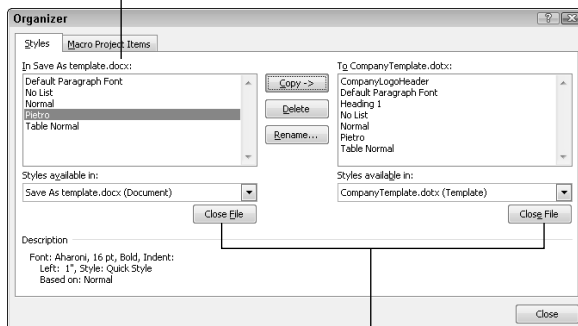 Organizer
Styles
Macro Project Items
In Save As template.docx:
Default Paragraph Font
No List
Normal
Pietro
Table Normal
Copy ->
Delete
Rename...
To CompanyTemplate.dotx:
CompanyLogoHeader
Default Paragraph Font
Heading 1
No List
Normal
Pietro
Table Normal
Styles available in:
Save As template.docx (Document)
Close File
Styles available in:
CompanyTemplate.dotx (Template)
Close File
Description
Font: Aharoni, 16 pt, Bold, Indent:
Left: 1", Style: Quick Style
Based on: Normal
Close